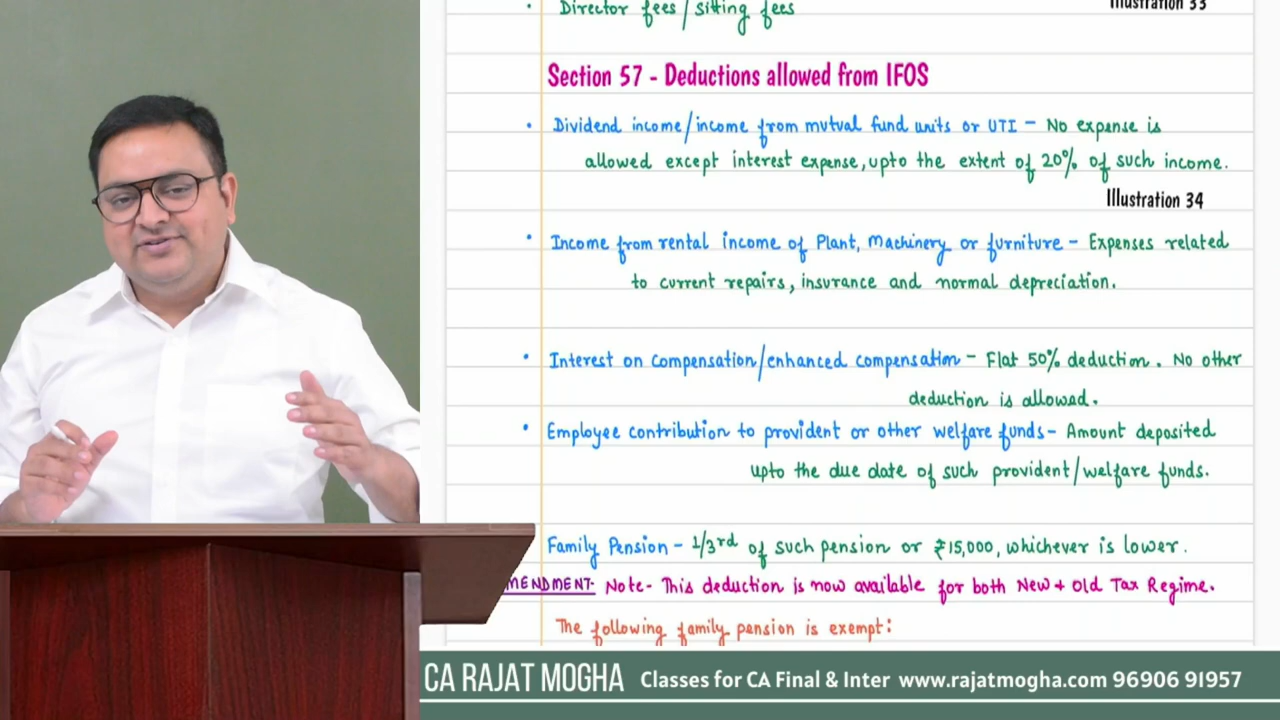 • Director fees/sitting fees
Illustration 33
Section 57 - Deductions allowed from IFOS
• Dividend income/income from mutual fund units or UTI - No expense is
allowed except interest expense, upto the extent of 20% of such income.
Illustration 34
• Income from rental income of Plant, Machinery or furniture - Expenses related
to current repairs, insurance and normal depreciation.
• Interest on compensation/enhanced compensation - Flat 50% deduction. No other
deduction is allowed.
• Employee contribution to provident or other welfare funds - Amount deposited
upto the due date of such provident/welfare funds.
Family Pension - 1/3rd of such pension or ₹15,000, whichever is lower.
MENDMENT- Note- This deduction is now available for both New + Old Tax Regime.
The following family pension is exempt:
CA RAJAT MOGHA Classes for CA Final & Inter www.rajatmogha.com 96906 91957